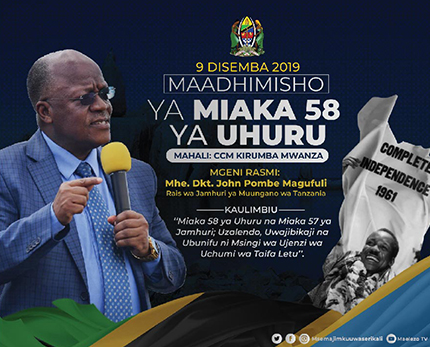 9 DISEMBA 2019
MAADHIMISHO
YA MIAKA 58
YA UHURU
MAHALI: CCM KIRUMBA MWANZA
MGENI RASMI:
Mhe. Dkt. John Pombe Magufuli
Rais wa Jamhuri ya Muungano wa Tanzania
KAULIMBIU
"Miaka 58 ya Uhuru na Miaka 57 ya
Jamhuri; Uzalendo, Uwajibikaji na
Ubunifu ni Msingi wa Ujenzi wa
Uchumi wa Taifa Letu".
COMPLETE
INDEPENDENCE
1961
Msemajimkuuwaserikali
Maelezo TV